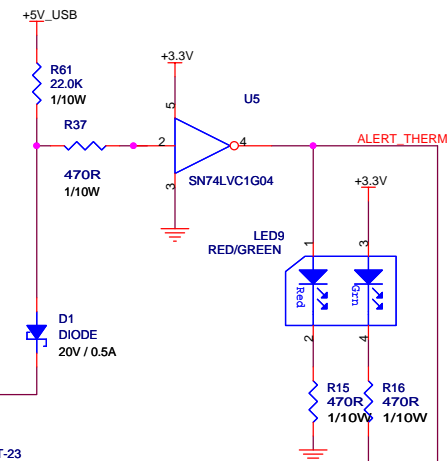 +5V_USB
+3.3V
R61
22.0K
1/10W
U5
5
R37
2
4
ALERT_THERM
470R
1/10W
3
SN74LVC1G04
+3.3V
LED9
RED/GREEN
1
3
Red
Grn
D1
DIODE
20V / 0.5A
2
4
R15
470R
1/10W
R16
470R
1/10W
T-23